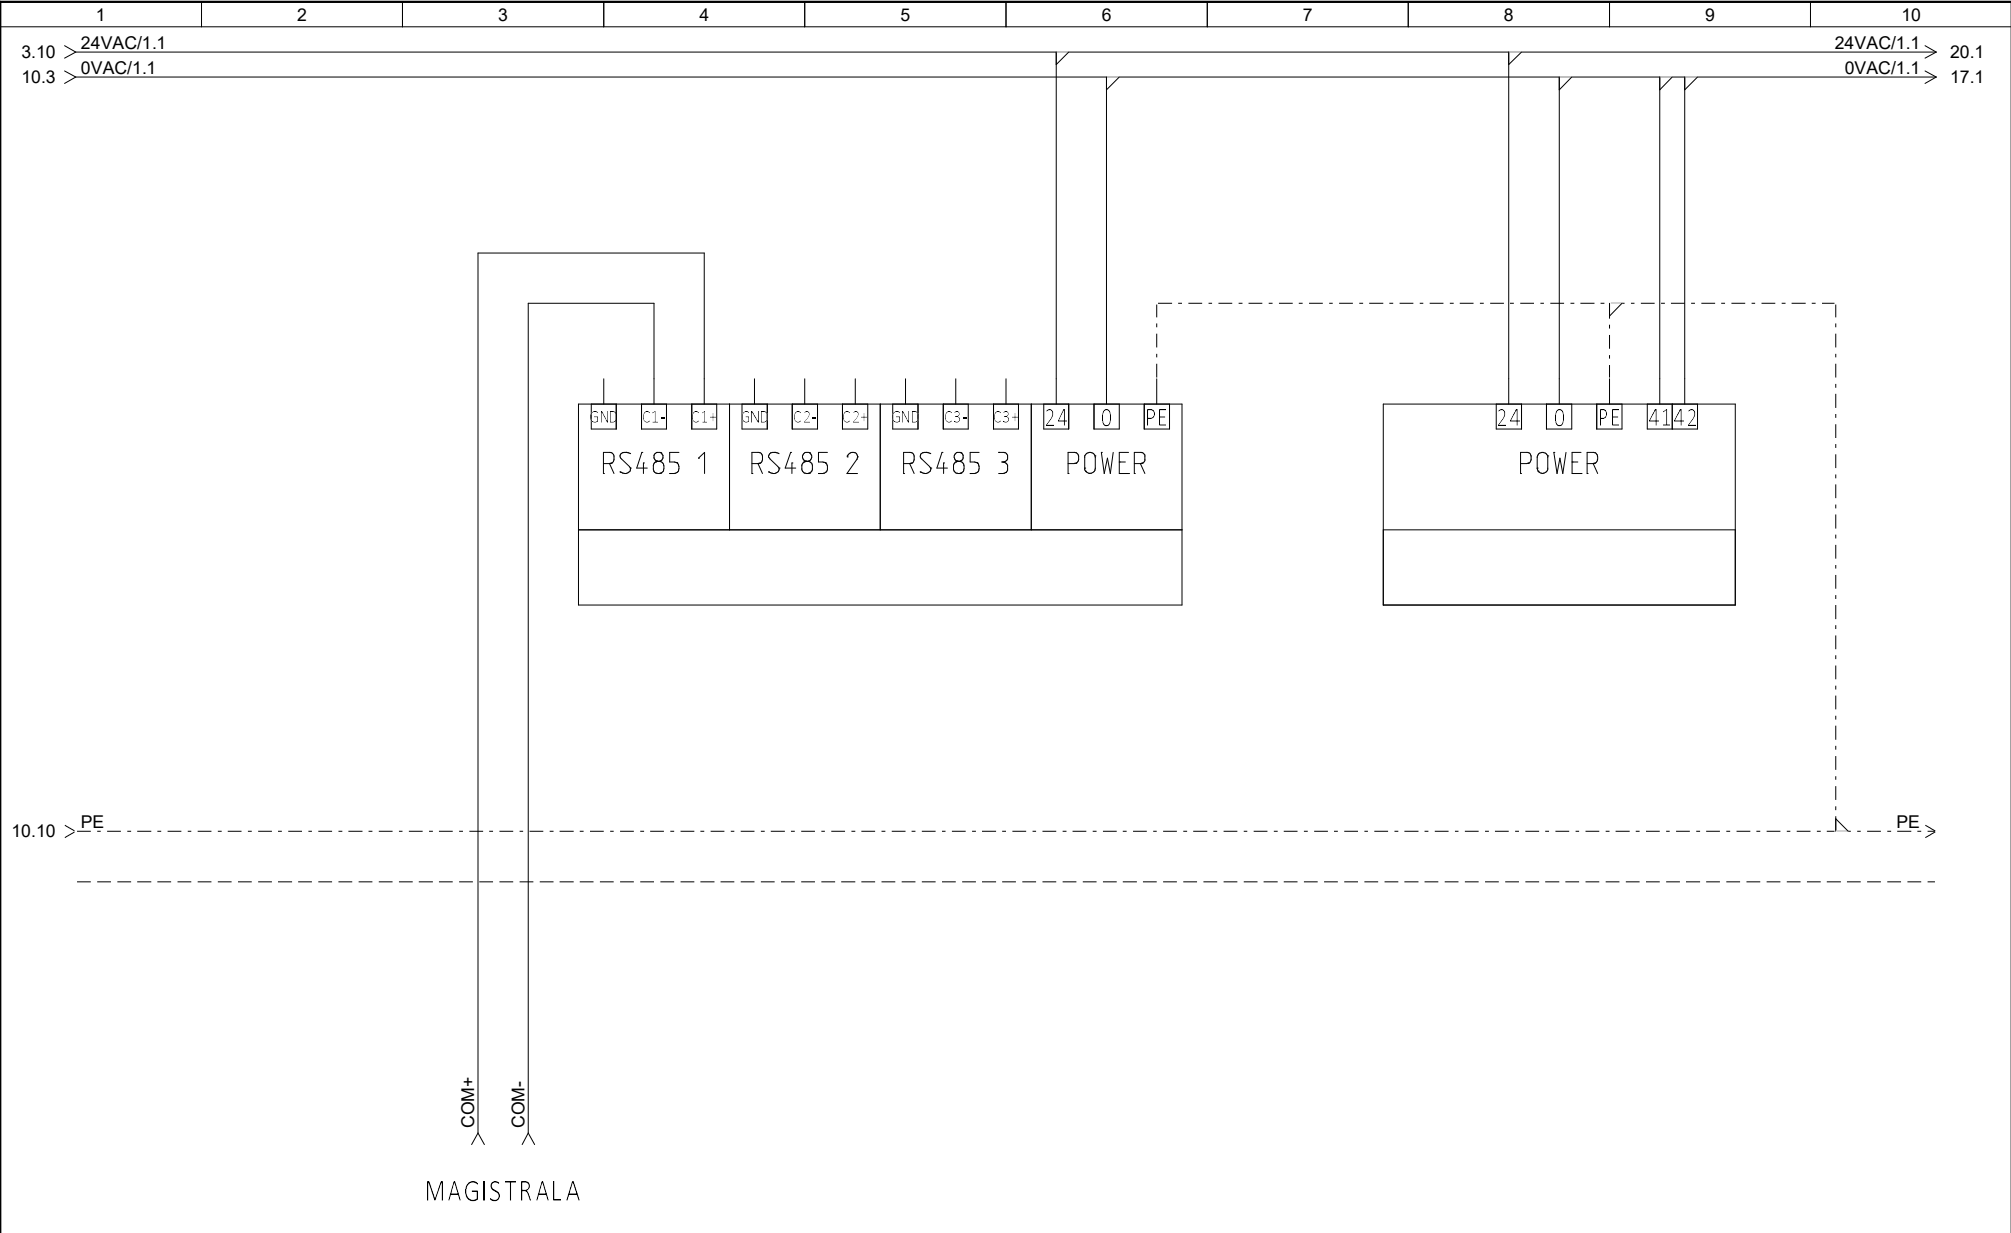 1 2 3 4 5 6 7 8 9 10
3.10 24VAC/1.1 24VAC/1.1 20.1
10.3 0VAC/1.1 0VAC/1.1 17.1
GND C1- C1+ GND C2- C2+ GND C3- C3+ 24 0 PE 24 0 PE 41 42
RS485 1 RS485 2 RS485 3 POWER POWER
10.10 PE PE
COM+ COM-
MAGISTRALA